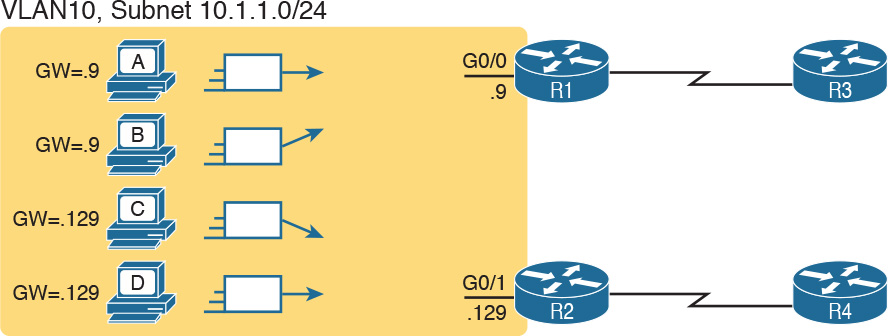 VLAN10, Subnet 10.1.1.0/24
GW=.9
A
G0/0
.9
R1
R3
GW=.9
B
GW=.129
C
GW=.129
D
G0/1
.129
R2
R4